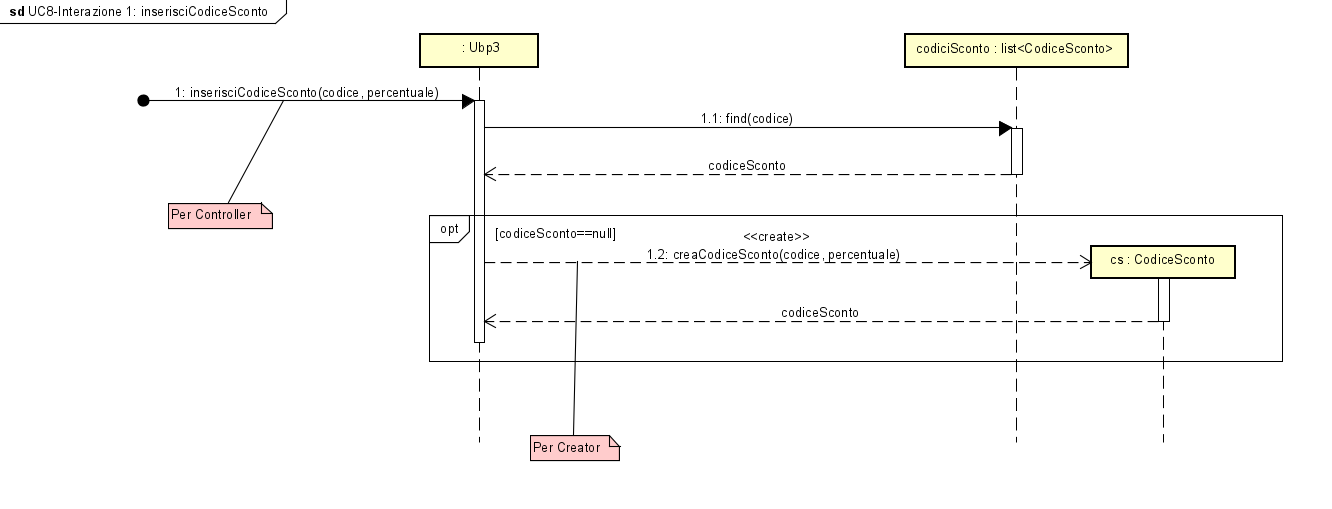 sd UC8-Interazione 1: inserisciCodiceSconto
: Ubp3
codiciSconto : list<CodiceSconto>
1: inserisciCodiceSconto(codice, percentuale)
1.1: find(codice)
codiceSconto
Per Controller
opt
[codiceSconto==null]
<<create>>
1.2: creaCodiceSconto(codice, percentuale)
cs : CodiceSconto
codiceSconto
Per Creator